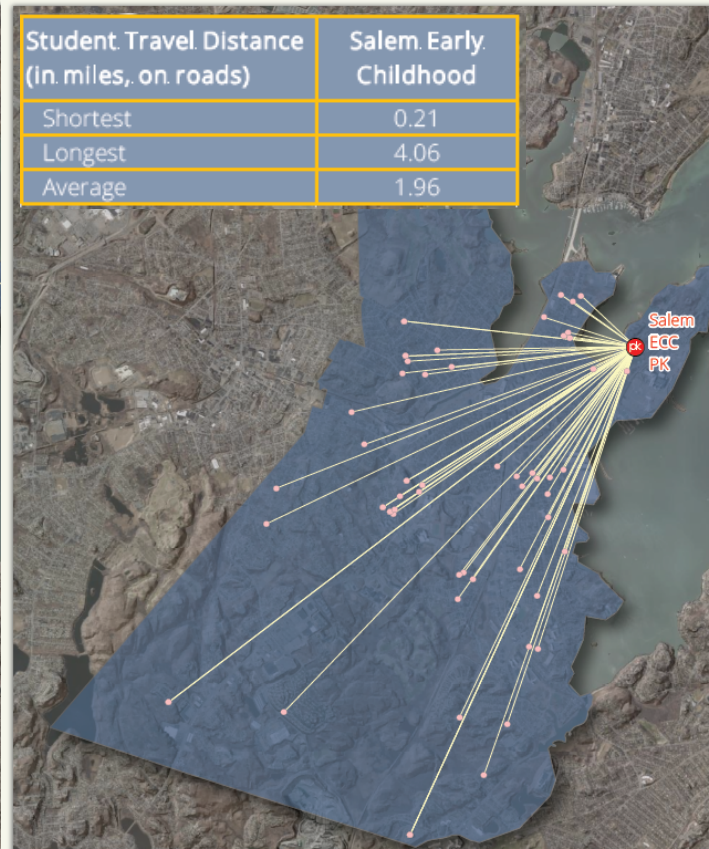 Student Travel Distance
(in miles, on roads)
Salem Early
Childhood
Shortest 0.21
Longest 4.06
Average 1.96
Salem
ECC
PK
pk